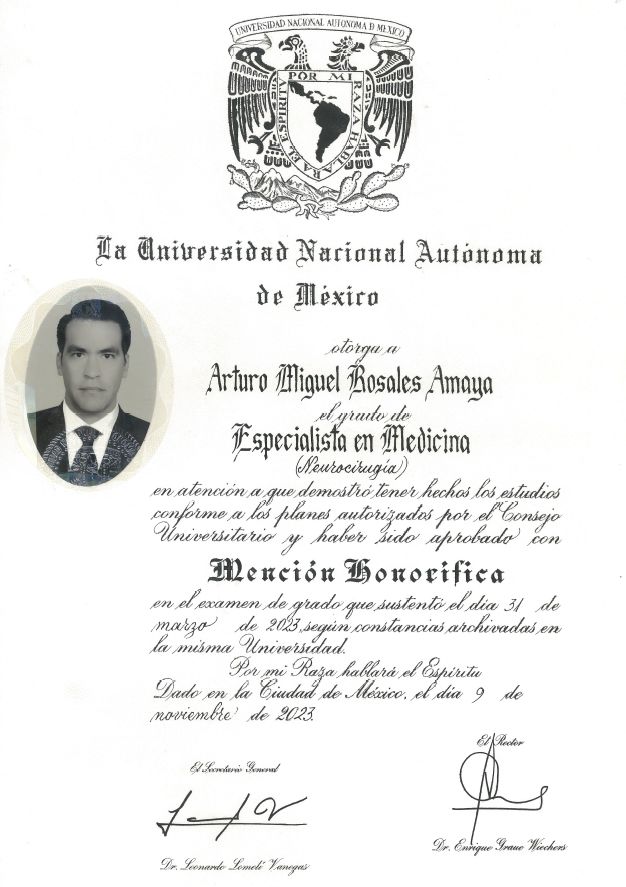 UNIVERSIDAD NACIONAL AUTONOMA D MEXICO
POR MI RAZA HABLARA EL ESPIRITU
La Universidad Nacional Autónoma
de México
otorga a
Arturo Miguel Rosales Amaya
el grado de
Especialista en Medicina
(Neurocirugía)
en atención a que demostró tener hechos los estudios
conforme a los planes autorizados por el Consejo
Universitario y haber sido aprobado con
Mención Honorífica
en el examen de grado que sustentó el día 31 de
marzo de 2023, según constancias archivadas en
la misma Universidad.
Por mi Raza hablará el Espíritu
Dado en la Ciudad de México, el día 9 de
noviembre de 2023.
El Secretario General
Dr. Leonardo Lomelí Vanegas
El Rector
Dr. Enrique Graue Wiechers